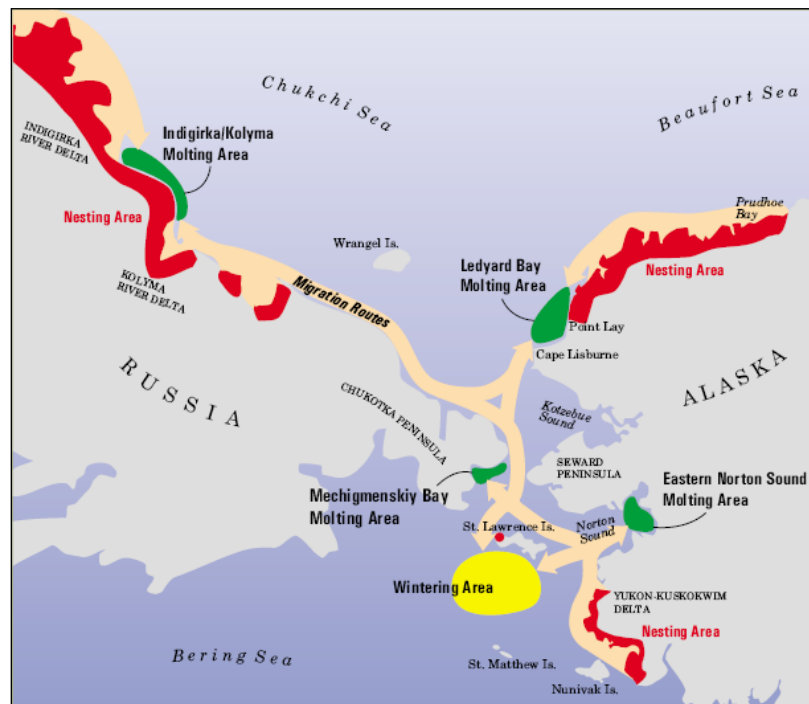 Chukchi Sea
Beaufort Sea
INDIGIRKA
RIVER DELTA
Indigirka/Kolyma
Molting Area
Nesting Area
KOLYMA
RIVER DELTA
Wrangel Is.
Migration Routes
Prudhoe
Bay
Nesting Area
Ledyard Bay
Molting Area
Point Lay
Cape Lisburne
RUSSIA
ALASKA
CHUKOTKA PENINSULA
Kotzebue
Sound
SEWARD
PENINSULA
Mechigmenskiy Bay
Molting Area
Eastern Norton Sound
Molting Area
St. Lawrence Is.
Norton
Sound
Wintering Area
YUKON-KUSKOKWIM
DELTA
Nesting Area
Bering Sea
St. Matthew Is.
Nunivak Is.